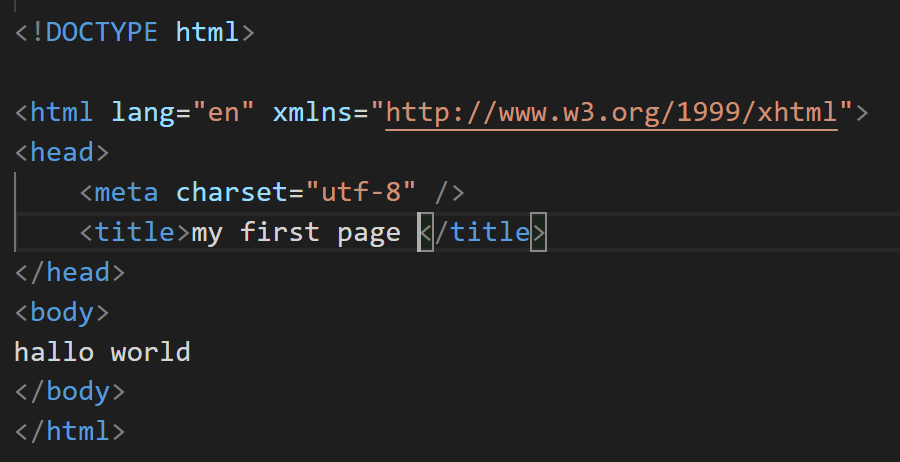 <!DOCTYPE html>
<html lang="en" xmlns="http://www.w3.org/1999/xhtml">
<head>
    <meta charset="utf-8" />
    <title>my first page </title>
</head>
<body>
hallo world
</body>
</html>